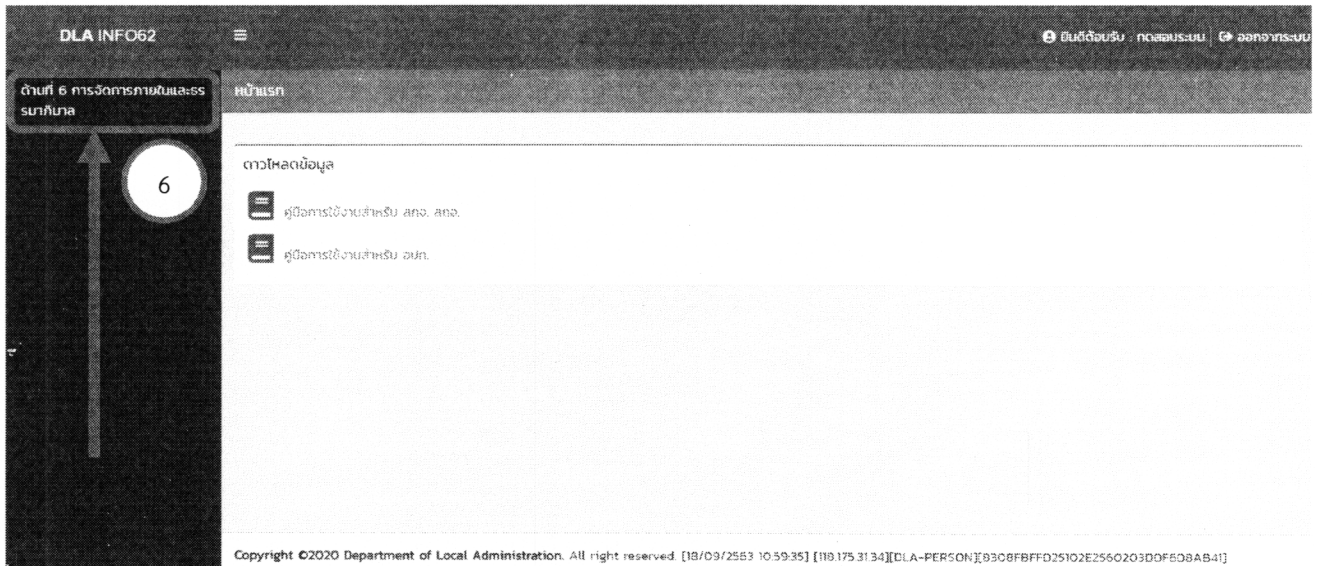 DLA INFO62
ยินดีต้อนรับ : ทดสอบระบบ ออกจากระบบ
ด้านที่ 6 การจัดการภายในและธร
รมาภิบาล
หน้าแรก
6
ดาวโหลดข้อมูล
คู่มือการใช้งานสำหรับ สถจ. สถอ.
คู่มือการใช้งานสำหรับ อปท.
Copyright ©2020 Department of Local Administration. All right reserved. [18/09/2563 10:59:35] [118.175.31.34][DLA-PERSON]